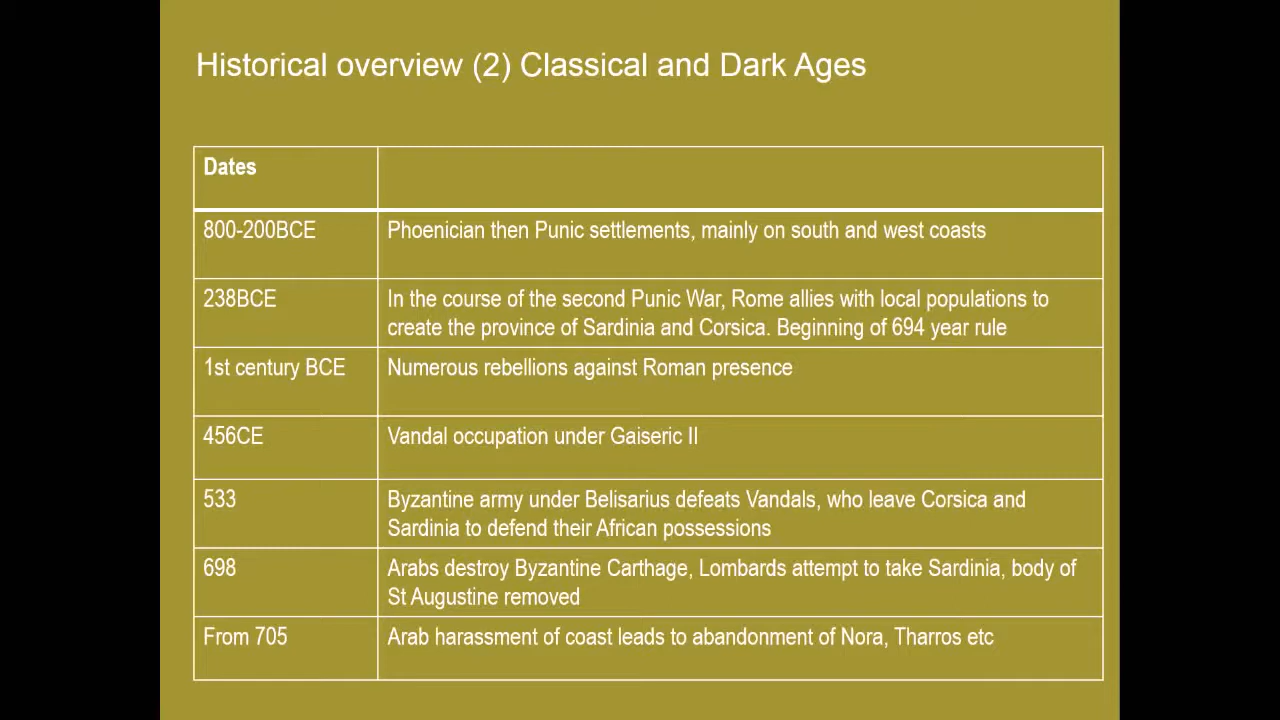 Historical overview (2) Classical and Dark Ages
Dates
800-200BCE
Phoenician then Punic settlements, mainly on south and west coasts
238BCE
In the course of the second Punic War, Rome allies with local populations to
create the province of Sardinia and Corsica. Beginning of 694 year rule
1st century BCE
Numerous rebellions against Roman presence
456CE
Vandal occupation under Gaiseric II
533
Byzantine army under Belisarius defeats Vandals, who leave Corsica and
Sardinia to defend their African possessions
698
Arabs destroy Byzantine Carthage, Lombards attempt to take Sardinia, body of
St Augustine removed
From 705
Arab harassment of coast leads to abandonment of Nora, Tharros etc